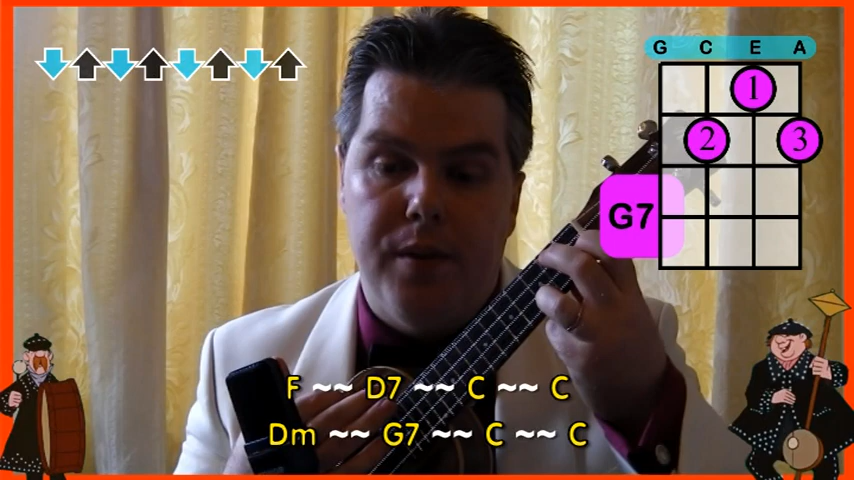 G C E A
1
2 3
G7
F ~~ D7 ~~ C ~~ C
Dm ~~ G7 ~~ C ~~ C